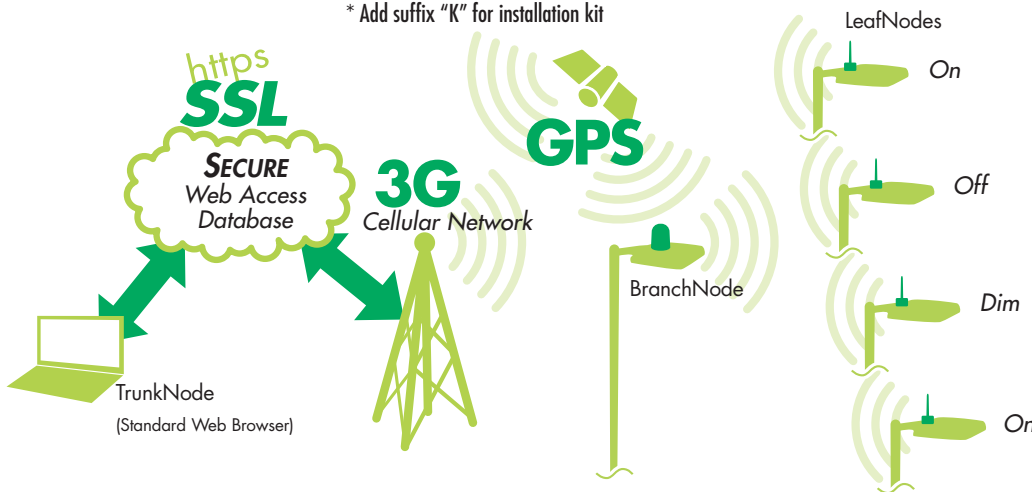 * Add suffix “K” for installation kit
LeafNodes
On
https
SSL
SECURE
Web Access
Database
GPS
3G
Cellular Network
Off
BranchNode
Dim
TrunkNode
(Standard Web Browser)
On